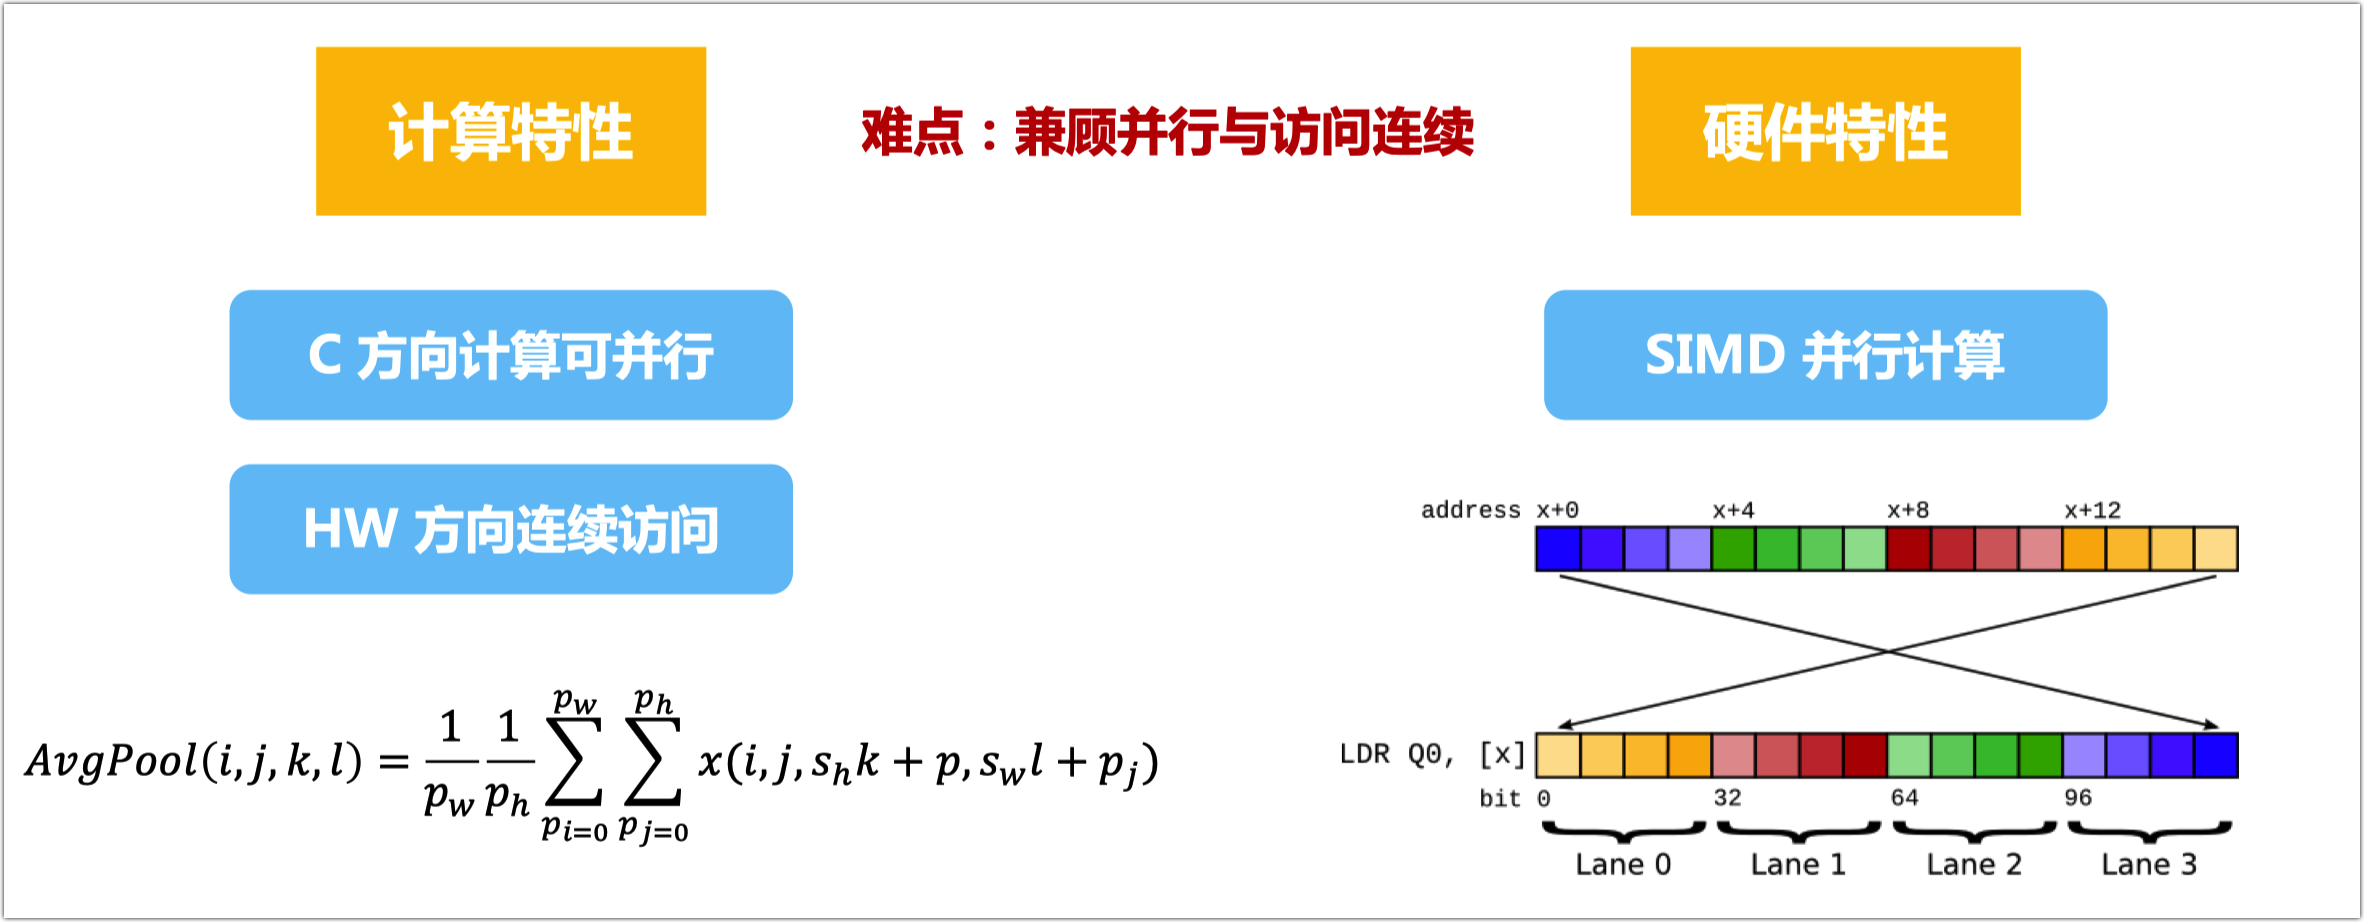 计算特性
难点：兼顾并行与访问连续
硬件特性
C 方向计算可并行
SIMD 并行计算
HW 方向连续访问
address x+0 x+4 x+8 x+12
AvgPool(i,j,k,l) = \frac{1}{p_w}\frac{1}{p_h}\sum_{p_{i=0}}^{p_w}\sum_{p_{j=0}}^{p_h} x(i,j,s_h k + p, s_w l + p_j)
LDR Q0, [x]
bit 0 32 64 96
Lane 0 Lane 1 Lane 2 Lane 3